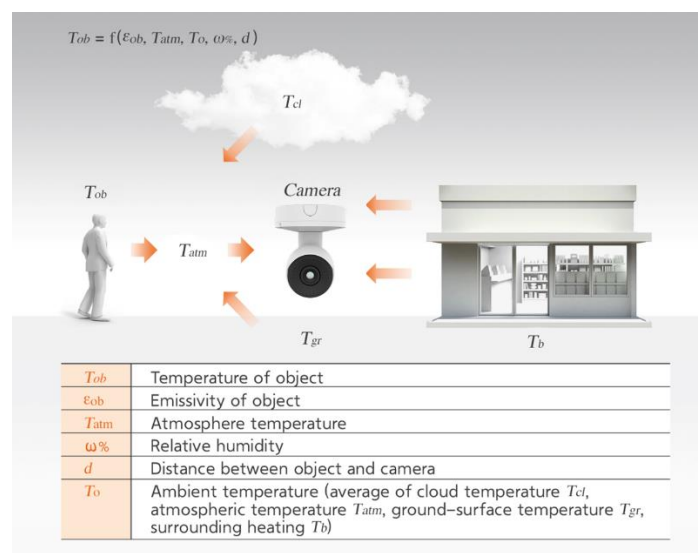 Tob = f(εob, Tatm, To, ω%, d )
Tcl
Tob
Camera
Tatm
Tgr
Tb
Tob Temperature of object
εob Emissivity of object
Tatm Atmosphere temperature
ω% Relative humidity
d Distance between object and camera
To Ambient temperature (average of cloud temperature Tcl,
atmospheric temperature Tatm, ground-surface temperature Tgr,
surrounding heating Tb)